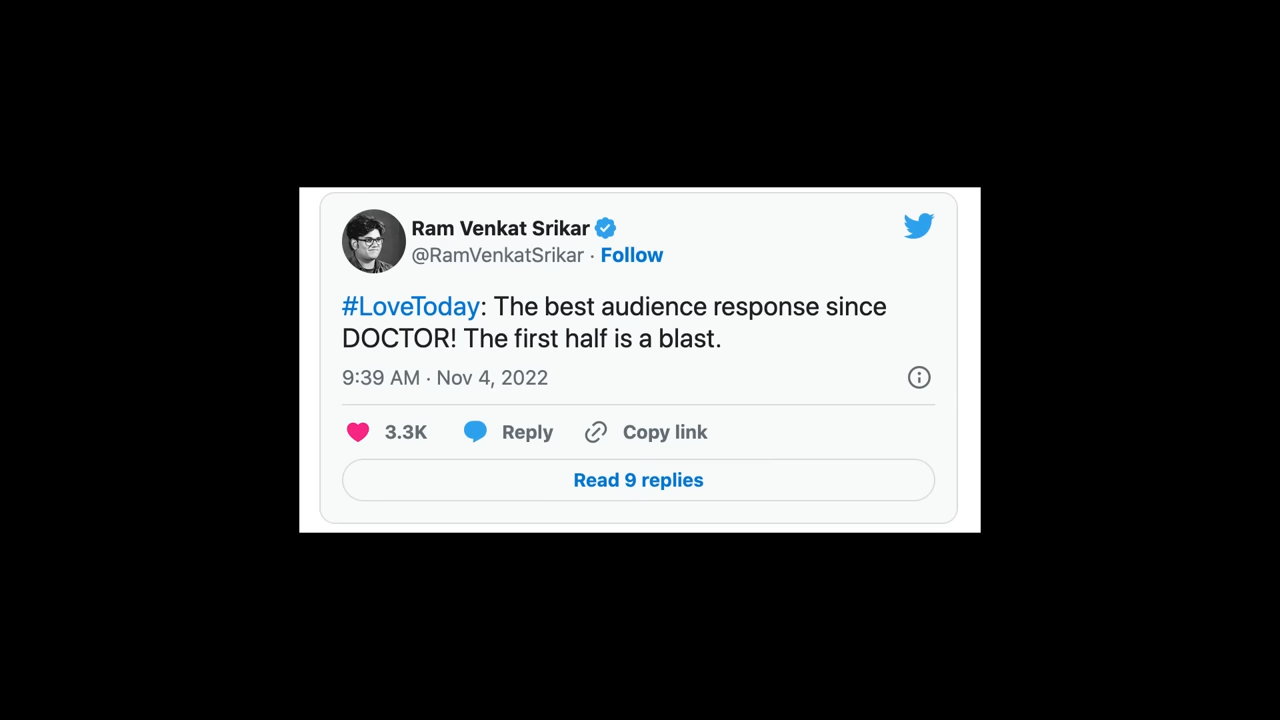 Ram Venkat Srikar
@RamVenkatSrikar · Follow
#LoveToday: The best audience response since
DOCTOR! The first half is a blast.
9:39 AM · Nov 4, 2022
3.3K Reply Copy link
Read 9 replies